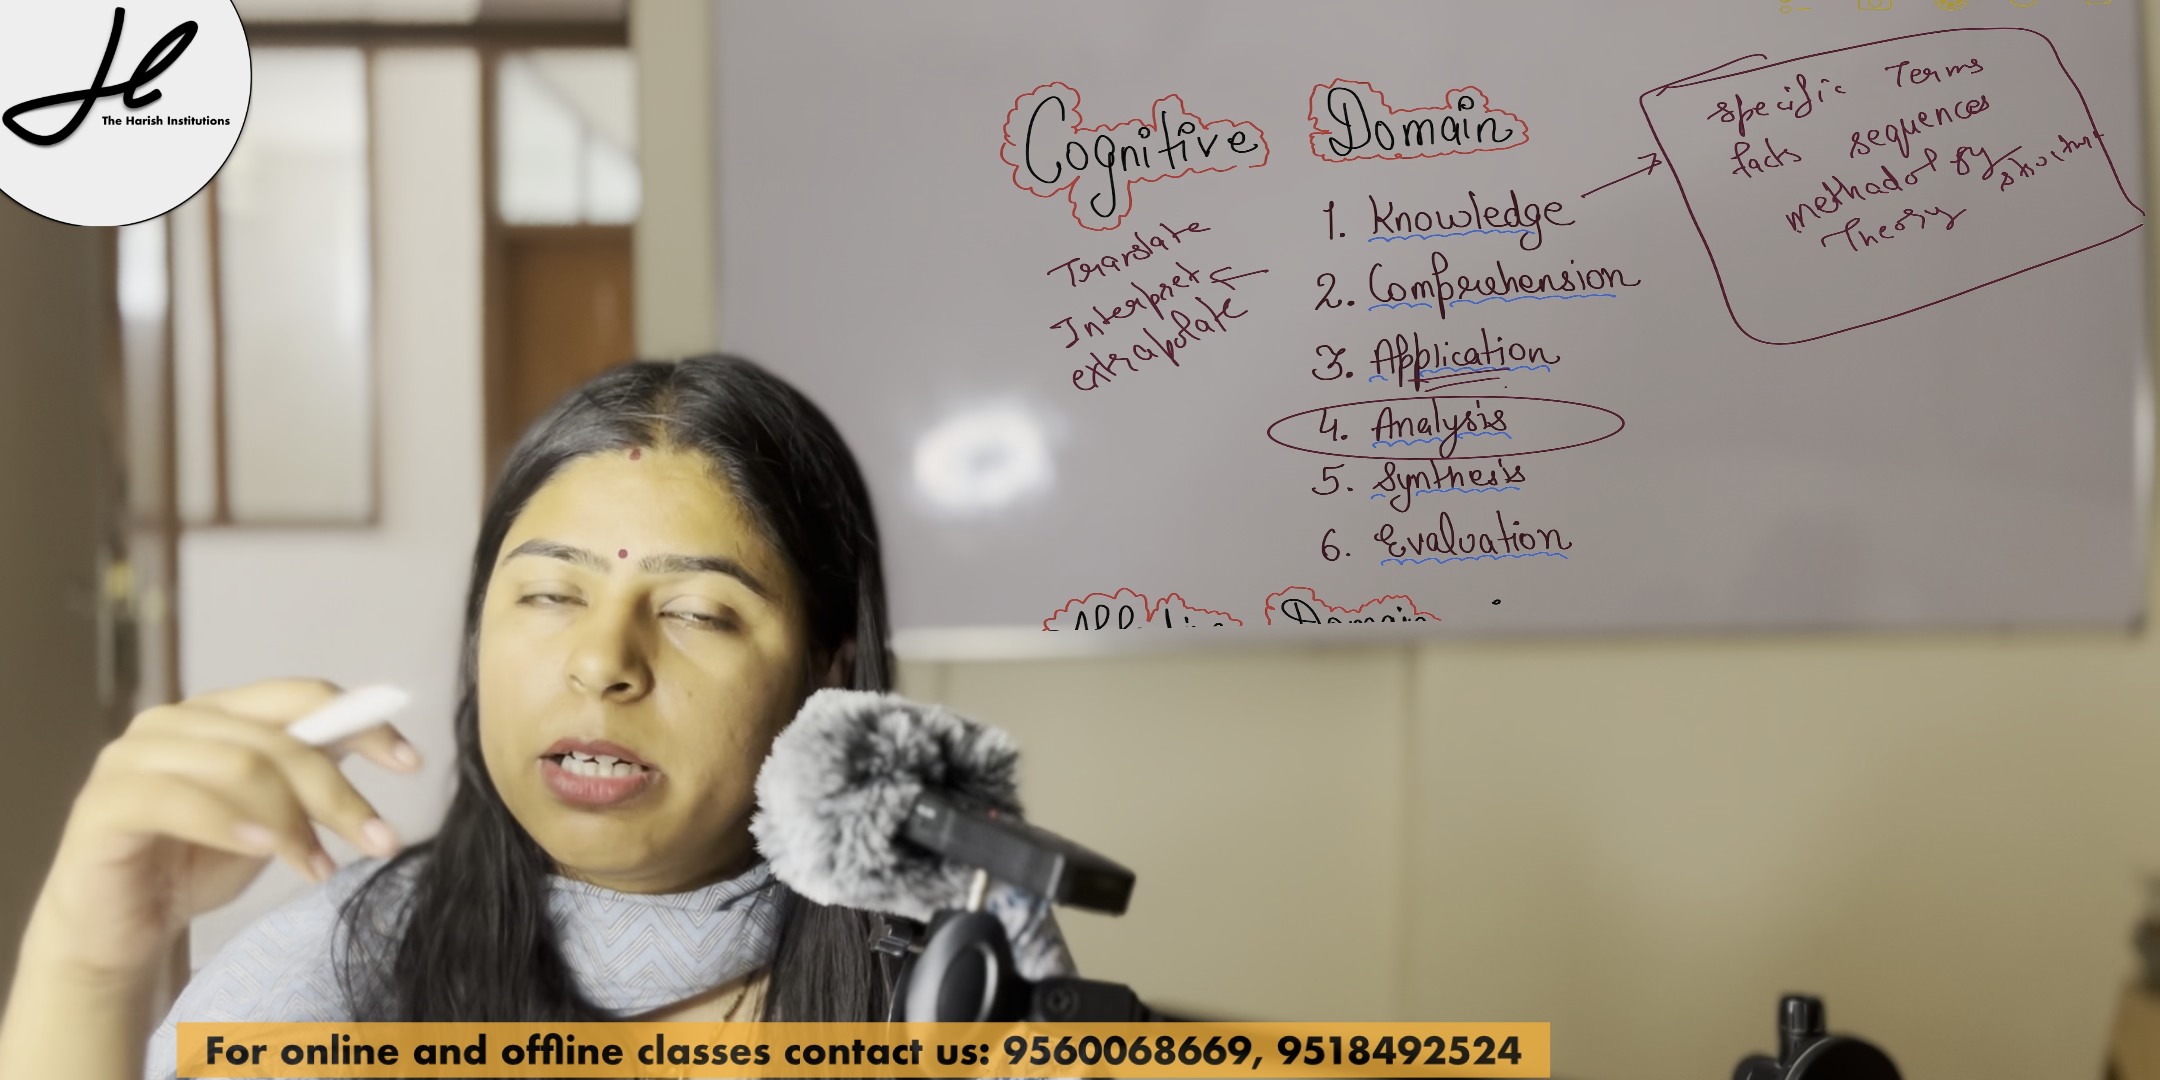 The Harish Institutions
Cognitive Domain
1. Knowledge
2. Comprehension
3. Application
4. Analysis
5. Synthesis
6. Evaluation
Translate
Interpret
extrapolate
specific Terms
facts sequences
Theory
Domain
For online and offline classes contact us: 9560068669, 9518492524